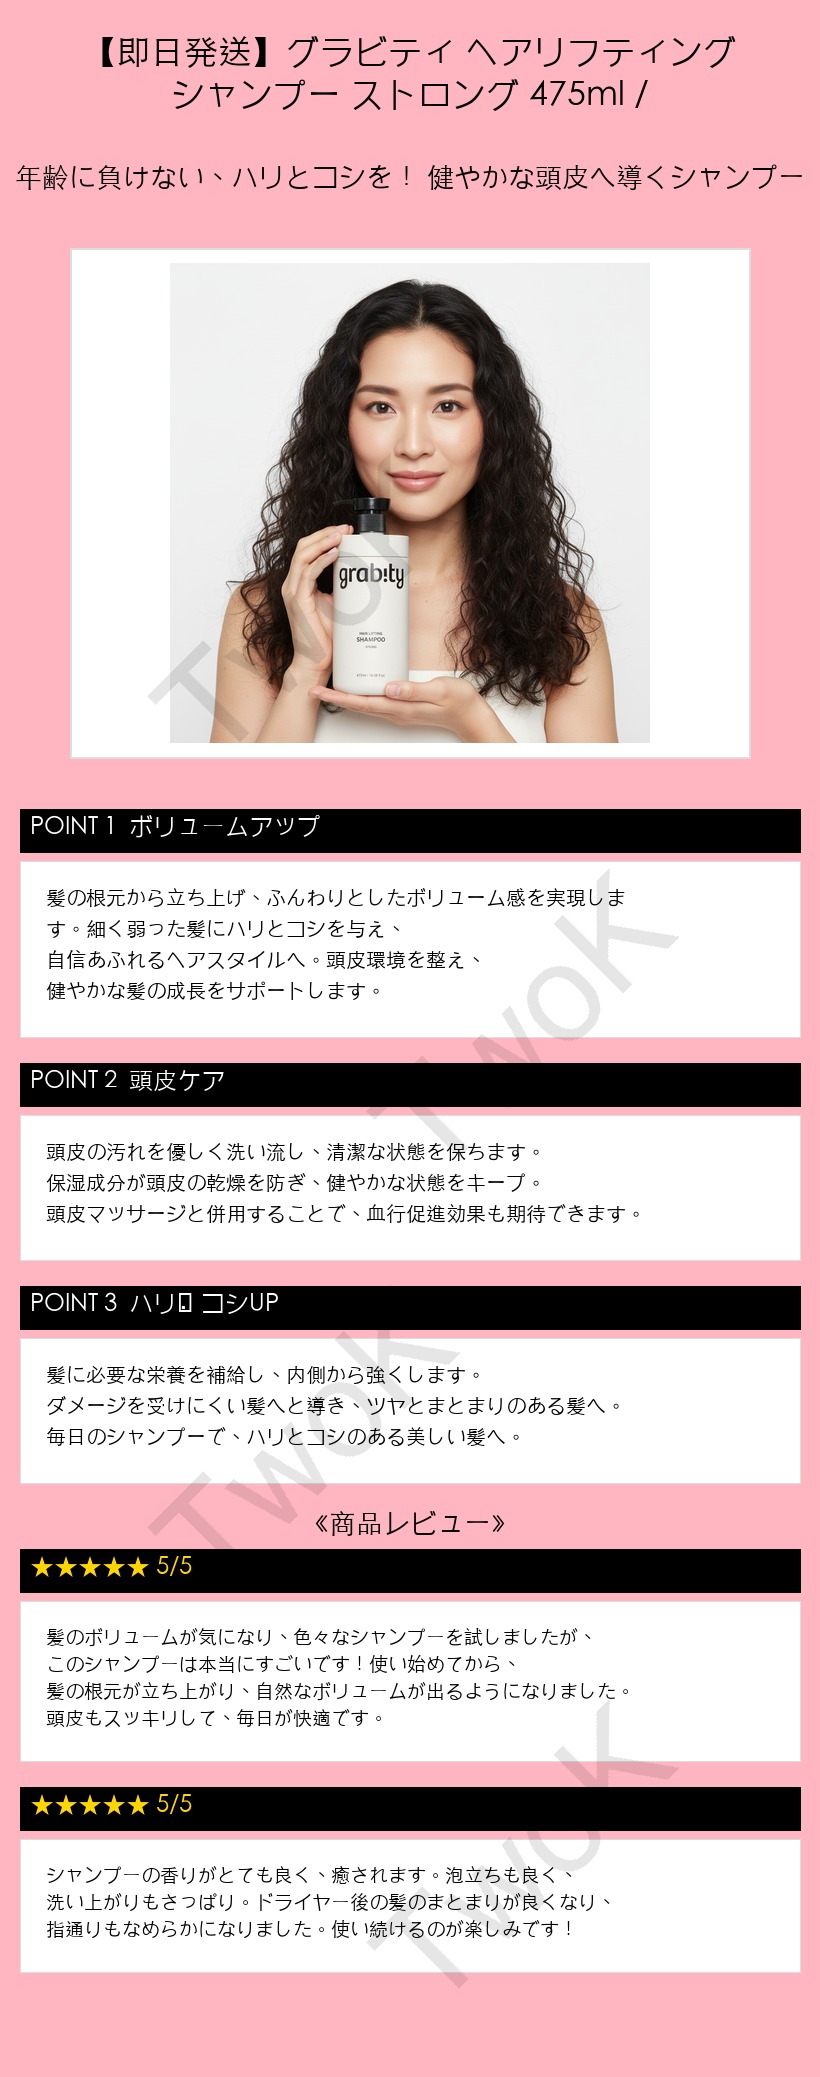 【即日発送】グラビティ ヘアリフティング
シャンプー ストロング 475ml /
年齢に負けない、ハリとコシを！ 健やかな頭皮へ導くシャンプー
grab!ty
HAIR LIFTING
SHAMPOO
TwoK
POINT 1 ボリュームアップ
髪の根元から立ち上げ、ふんわりとしたボリューム感を実現しま
す。細く弱った髪にハリとコシを与え、
自信あふれるヘアスタイルへ。頭皮環境を整え、
健やかな髪の成長をサポートします。
TwoK
POINT 2 頭皮ケア
頭皮の汚れを優しく洗い流し、清潔な状態を保ちます。
保湿成分が頭皮の乾燥を防ぎ、健やかな状態をキープ。
頭皮マッサージと併用することで、血行促進効果も期待できます。
POINT 3 ハリ コシUP
髪に必要な栄養を補給し、内側から強くします。
ダメージを受けにくい髪へと導き、ツヤとまとまりのある髪へ。
毎日のシャンプーで、ハリとコシのある美しい髪へ。
TwoK
《商品レビュー》
★★★★★ 5/5
髪のボリュームが気になり、色々なシャンプーを試しましたが、
このシャンプーは本当にすごいです！使い始めてから、
髪の根元が立ち上がり、自然なボリュームが出るようになりました。
頭皮もスッキリして、毎日が快適です。
★★★★★ 5/5
シャンプーの香りがとても良く、癒されます。泡立ちも良く、
洗い上がりもさっぱり。ドライヤー後の髪のまとまりが良くなり、
指通りもなめらかになりました。使い続けるのが楽しみです！
TwoK